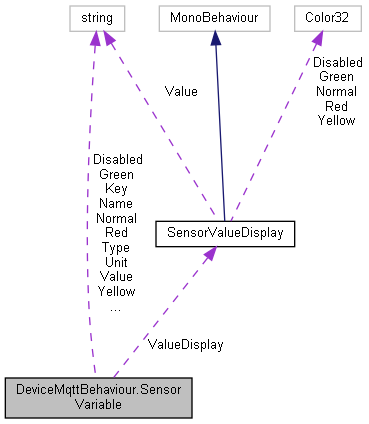 string
MonoBehaviour
Color32
Value
Disabled
Green
Normal
Red
Yellow
Disabled
Green
Key
Name
Normal
Red
Type
Unit
Value
Yellow
...
SensorValueDisplay
ValueDisplay
DeviceMqttBehaviour.Sensor
Variable